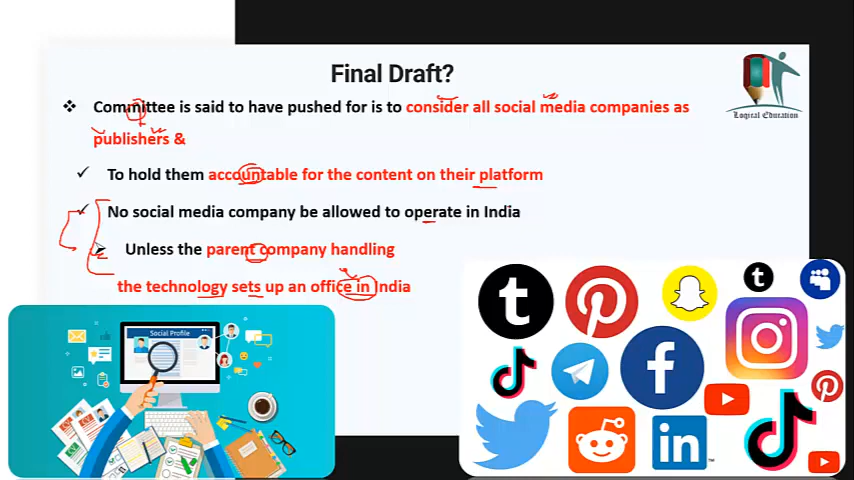 Final Draft?
Committee is said to have pushed for is to consider all social media companies as
publishers &
To hold them accountable for the content on their platform
No social media company be allowed to operate in India
Unless the parent company handling
the technology sets up an office in India
Logical Education
Social Profile